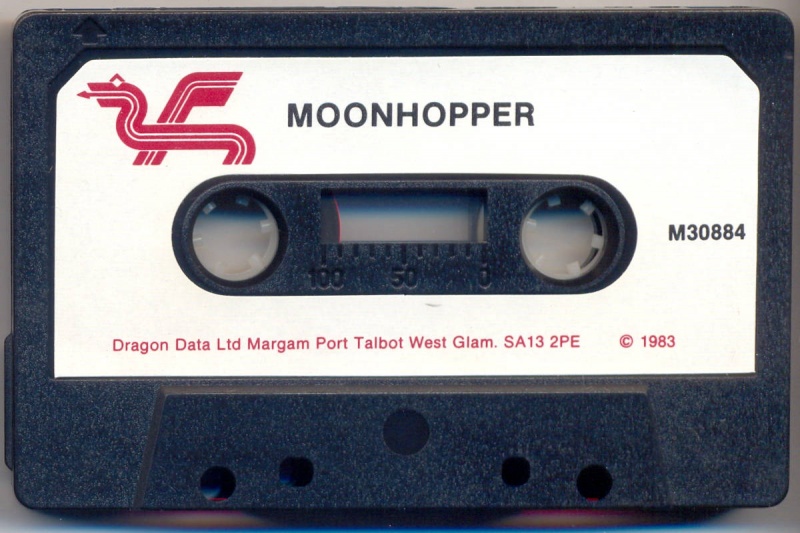 MOONHOPPER
M30884
100 50 0
Dragon Data Ltd Margam Port Talbot West Glam. SA13 2PE © 1983